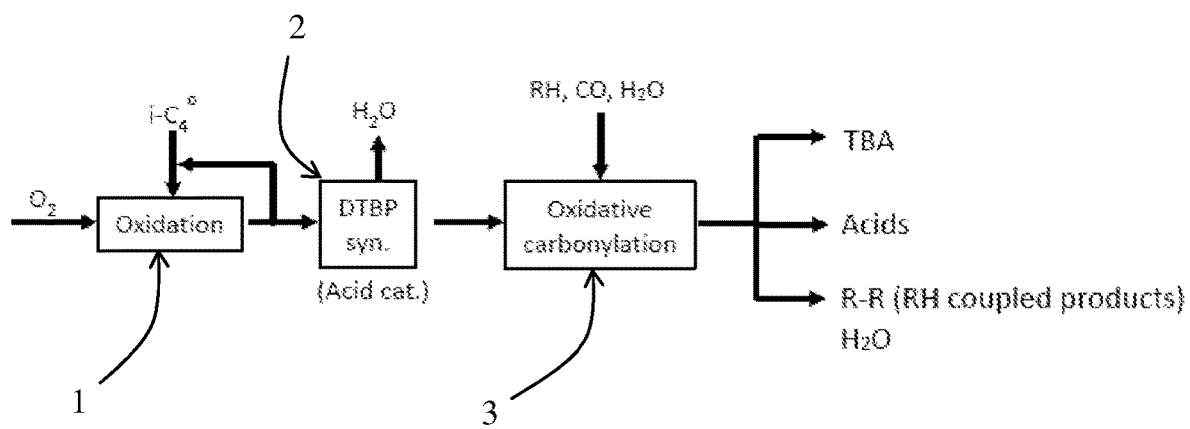 2
i-C₄°
H₂O
RH, CO, H₂O
TBA
O₂
Oxidation
DTBP
syn.
(Acid cat.)
Oxidative
carbonylation
Acids
R-R (RH coupled products)
H₂O
1
3